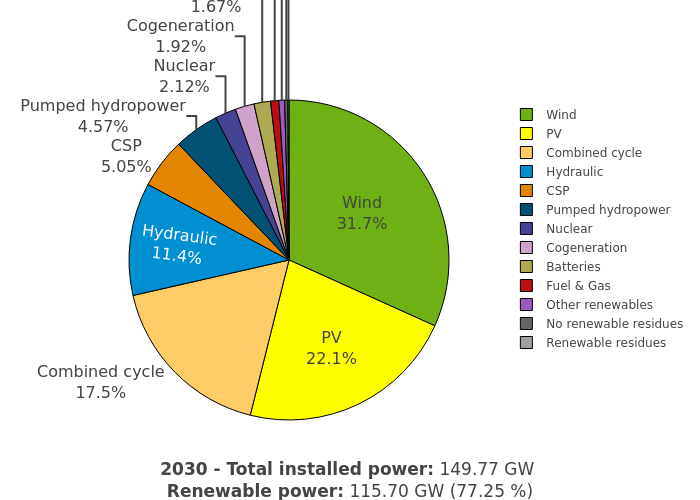 1.67%
Cogeneration
1.92%
Nuclear
2.12%
Pumped hydropower
4.57%
CSP
5.05%
Hydraulic
11.4%
Combined cycle
17.5%
Wind
31.7%
PV
22.1%
Wind
PV
Combined cycle
Hydraulic
CSP
Pumped hydropower
Nuclear
Cogeneration
Batteries
Fuel & Gas
Other renewables
No renewable residues
Renewable residues
2030 - Total installed power: 149.77 GW
Renewable power: 115.70 GW (77.25 %)